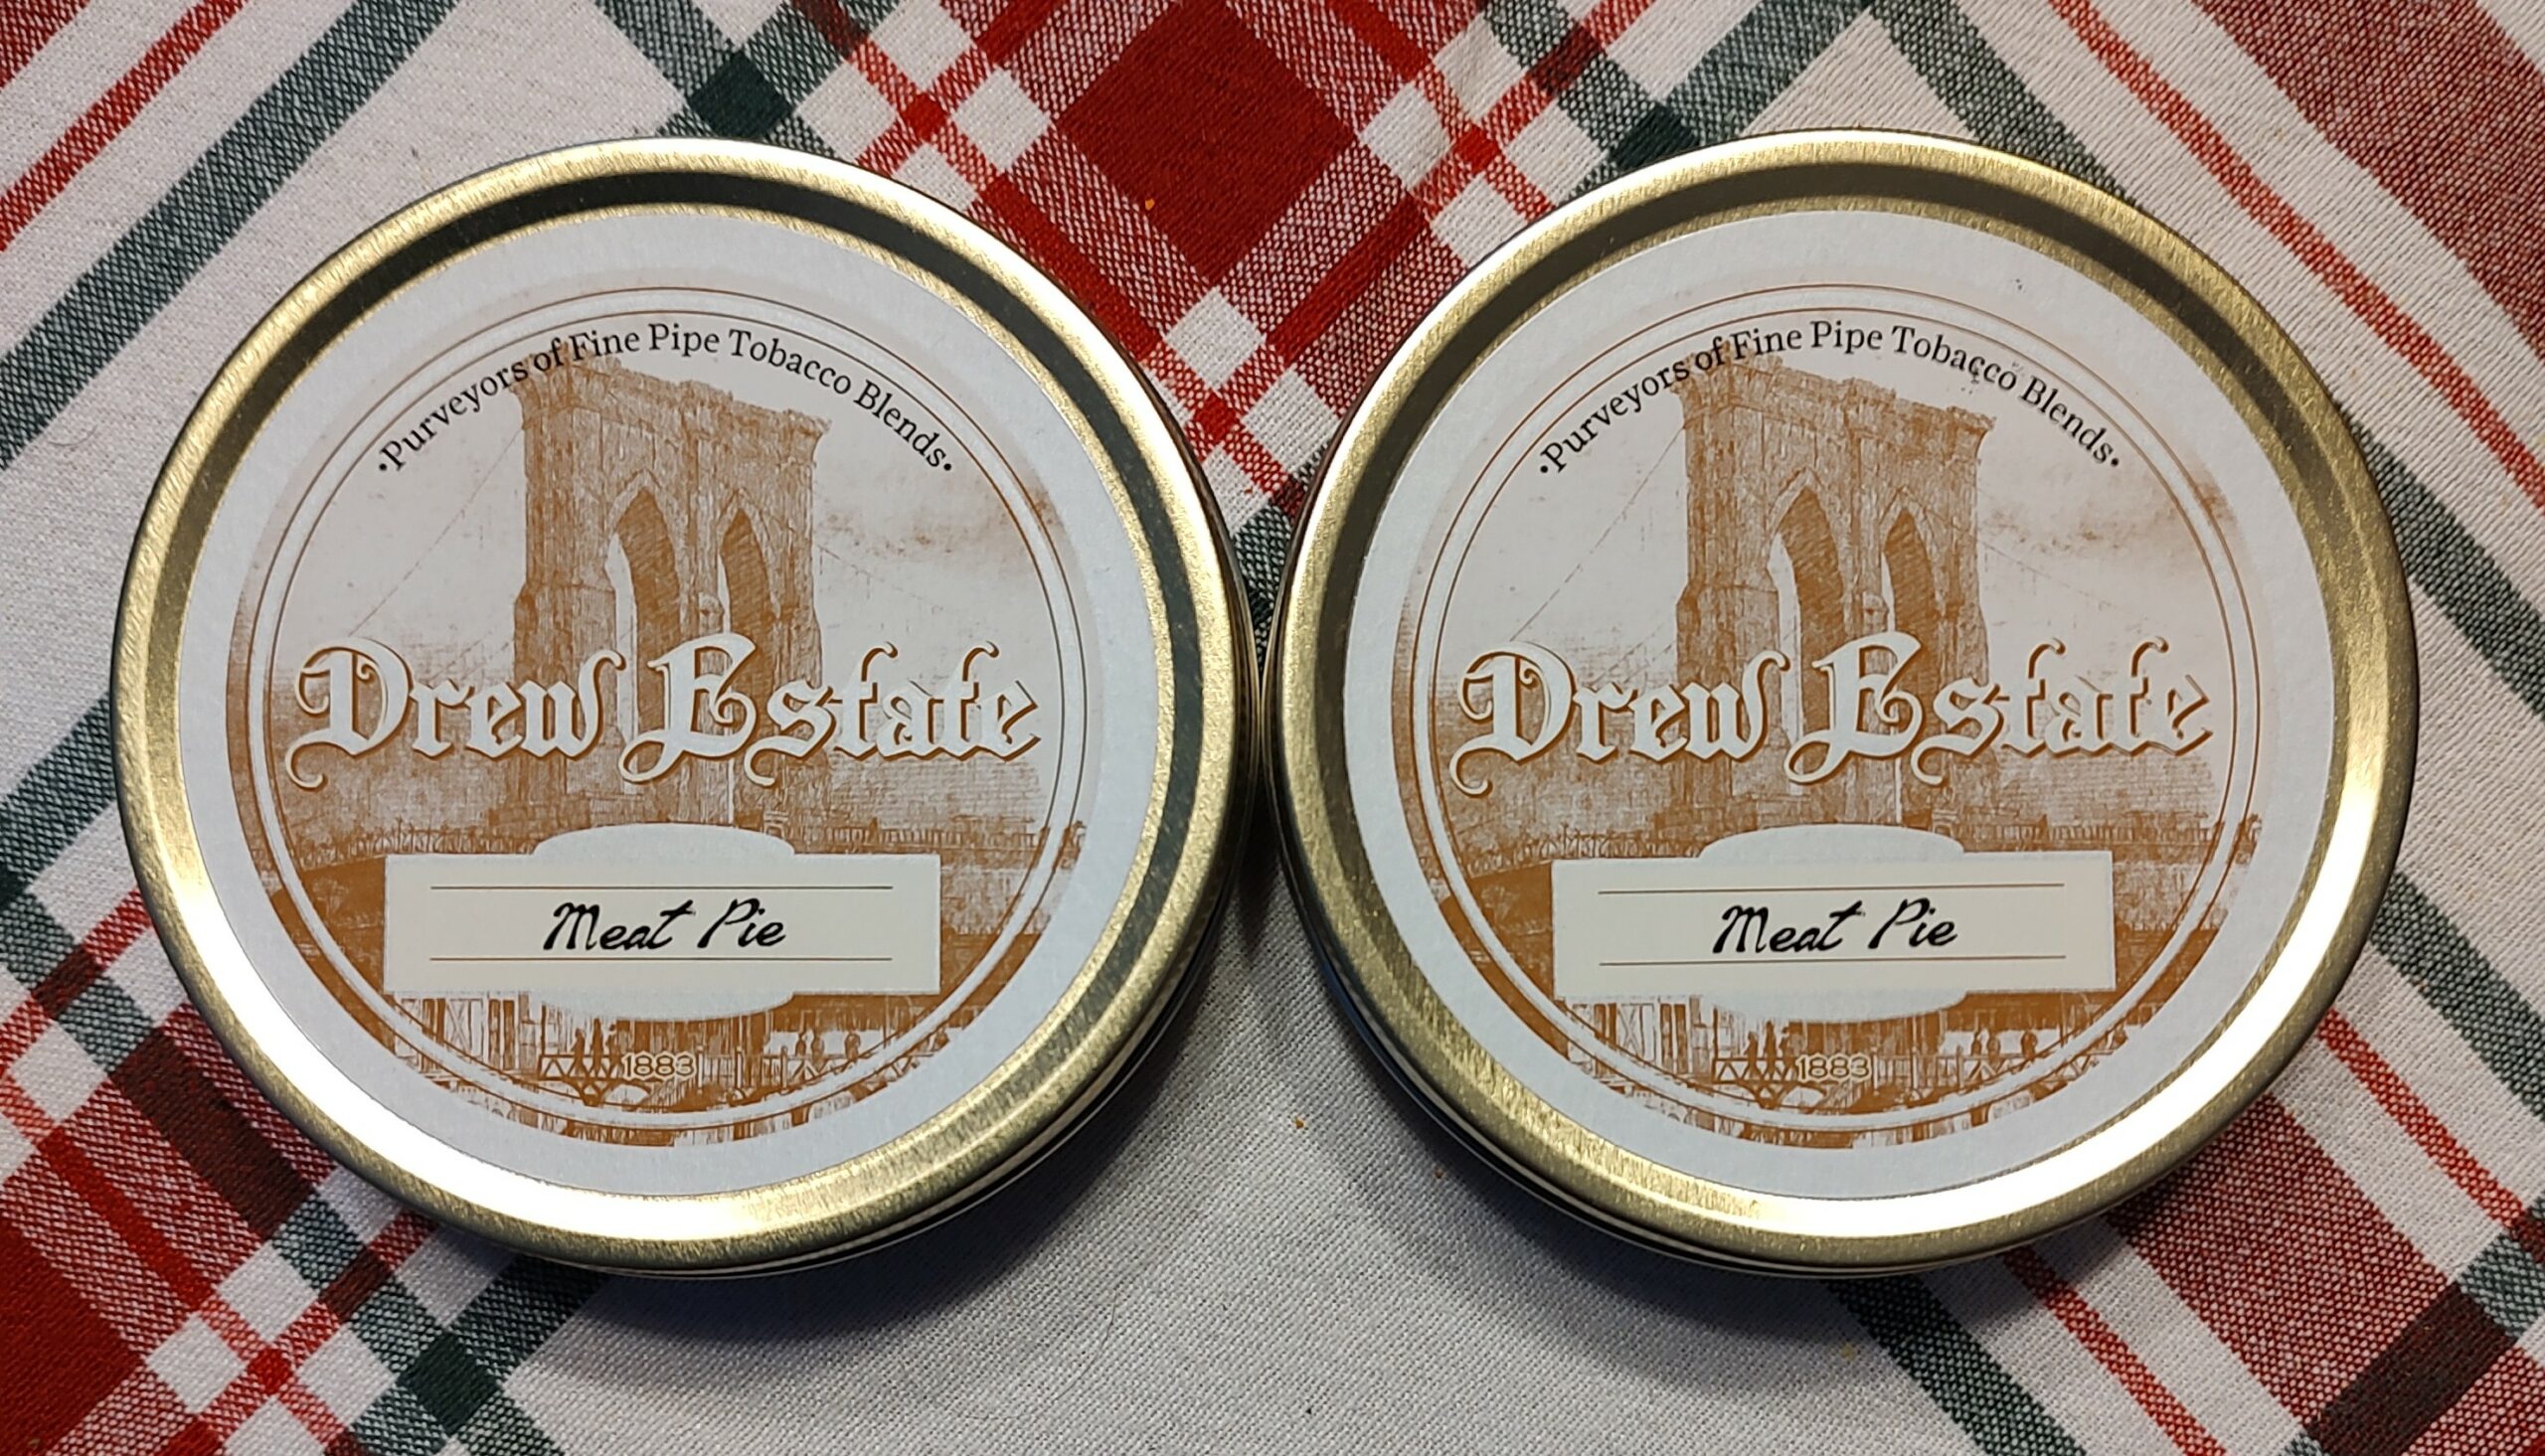 ·Purveyors of Fine Pipe Tobacco Blends·
Drew Estate
Meat Pie
1883
·Purveyors of Fine Pipe Tobacco Blends·
Drew Estate
Meat Pie
1883